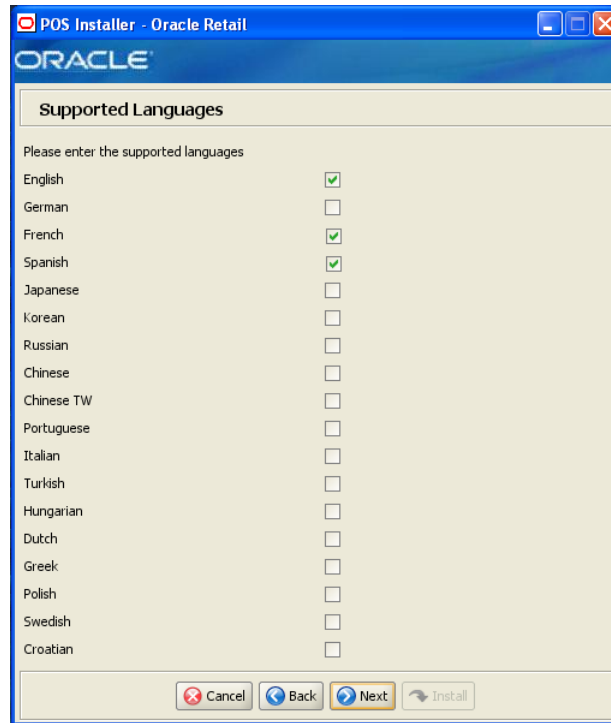 POS Installer - Oracle Retail
ORACLE
Supported Languages
Please enter the supported languages
English
German
French
Spanish
Japanese
Korean
Russian
Chinese
Chinese TW
Portuguese
Italian
Turkish
Hungarian
Dutch
Greek
Polish
Swedish
Croatian
Cancel Back Next Install